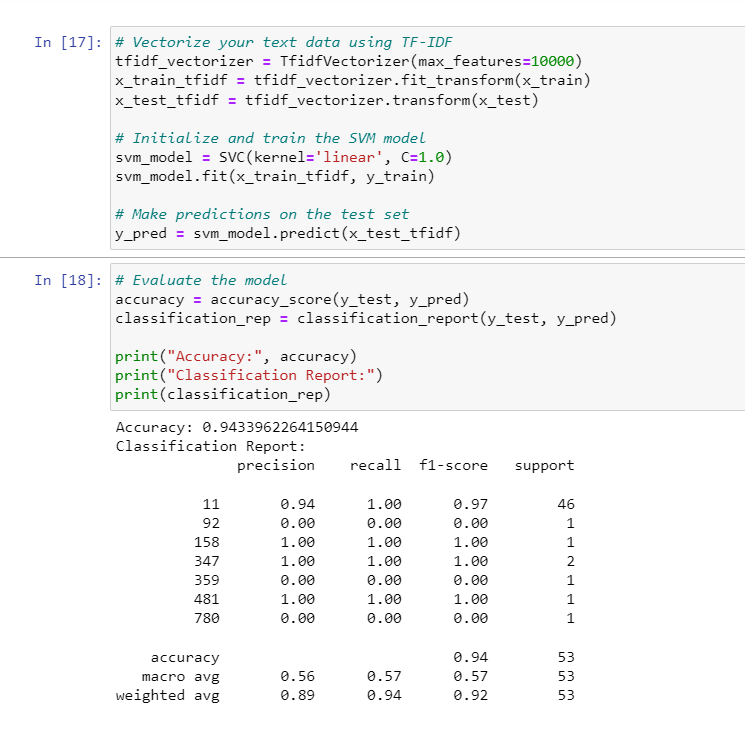 In [17]: # Vectorize your text data using TF-IDF
tfidf_vectorizer = TfidfVectorizer(max_features=10000)
x_train_tfidf = tfidf_vectorizer.fit_transform(x_train)
x_test_tfidf = tfidf_vectorizer.transform(x_test)
# Initialize and train the SVM model
svm_model = SVC(kernel='linear', C=1.0)
svm_model.fit(x_train_tfidf, y_train)
# Make predictions on the test set
y_pred = svm_model.predict(x_test_tfidf)
In [18]: # Evaluate the model
accuracy = accuracy_score(y_test, y_pred)
classification_rep = classification_report(y_test, y_pred)
print("Accuracy:", accuracy)
print("Classification Report:")
print(classification_rep)
Accuracy: 0.9433962264150944
Classification Report:
precision recall f1-score support
11 0.94 1.00 0.97 46
92 0.00 0.00 0.00 1
158 1.00 1.00 1.00 1
347 1.00 1.00 1.00 2
359 0.00 0.00 0.00 1
481 1.00 1.00 1.00 1
780 0.00 0.00 0.00 1
accuracy 0.94 53
macro avg 0.56 0.57 0.57 53
weighted avg 0.89 0.94 0.92 53